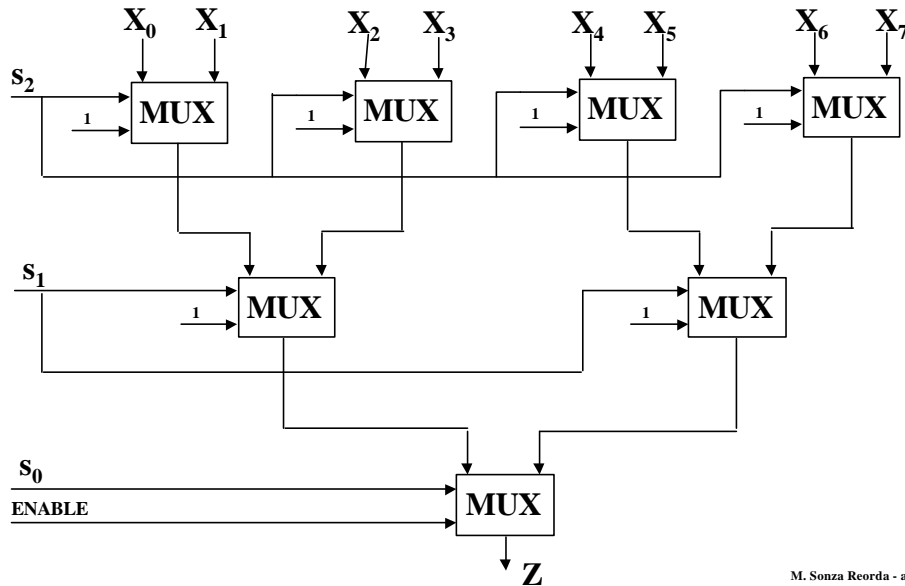 X0 X1 X2 X3 X4 X5 X6 X7
s2
MUX MUX MUX MUX
1 1 1 1
s1
MUX MUX
1 1
s0
MUX
ENABLE
Z
M. Sonza Reorda - a